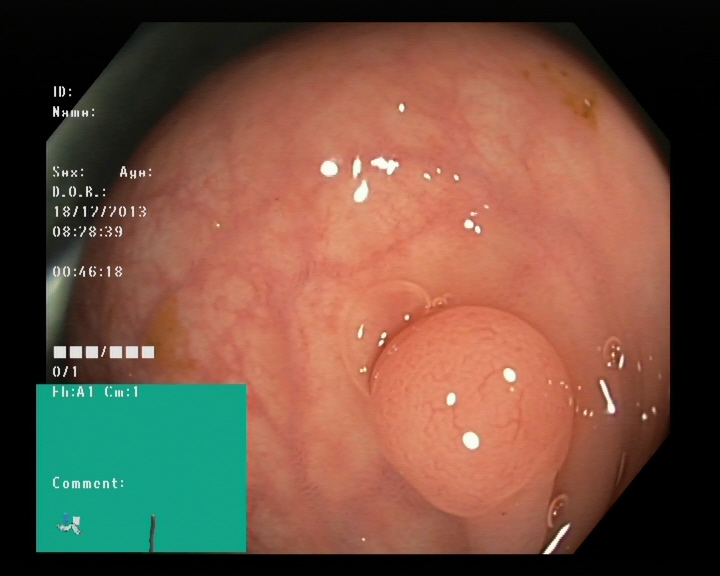 ID:
Name:
Sex: Age:
D.O.B.:
18/12/2013
08:28:39
00:46:18
■■■/■■■
0/1
Eh:A1 Cm:1
Comment: